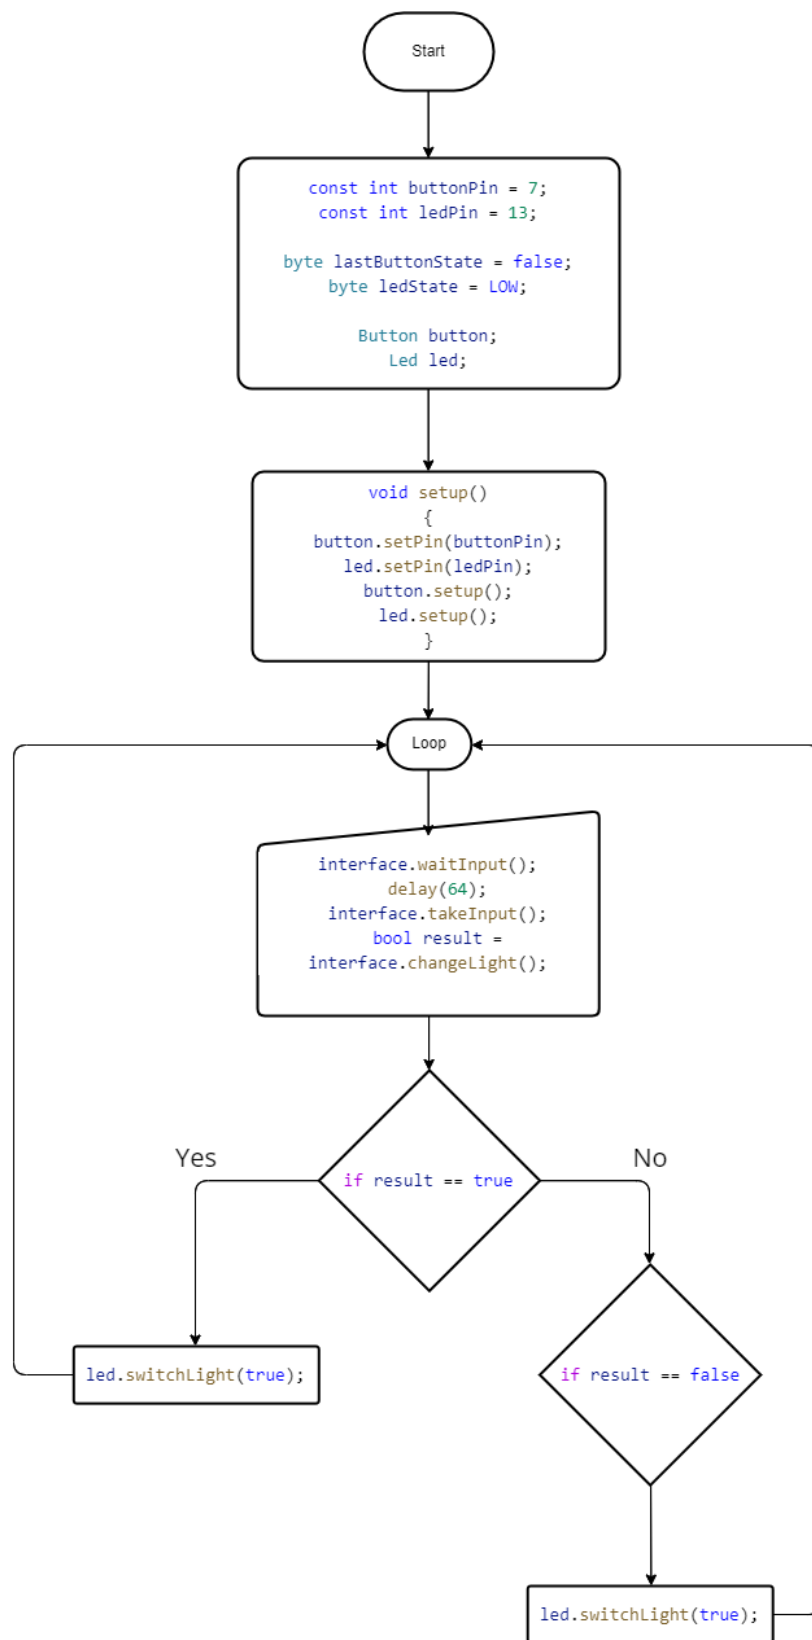 Start
const int buttonPin = 7;
const int ledPin = 13;
byte lastButtonState = false;
byte ledState = LOW;
Button button;
Led led;
void setup()
{
button.setPin(buttonPin);
led.setPin(ledPin);
button.setup();
led.setup();
}
Loop
interface.waitInput();
delay(64);
interface.takeInput();
bool result =
interface.changeLight();
if result == true
Yes
No
led.switchLight(true);
if result == false
led.switchLight(true);